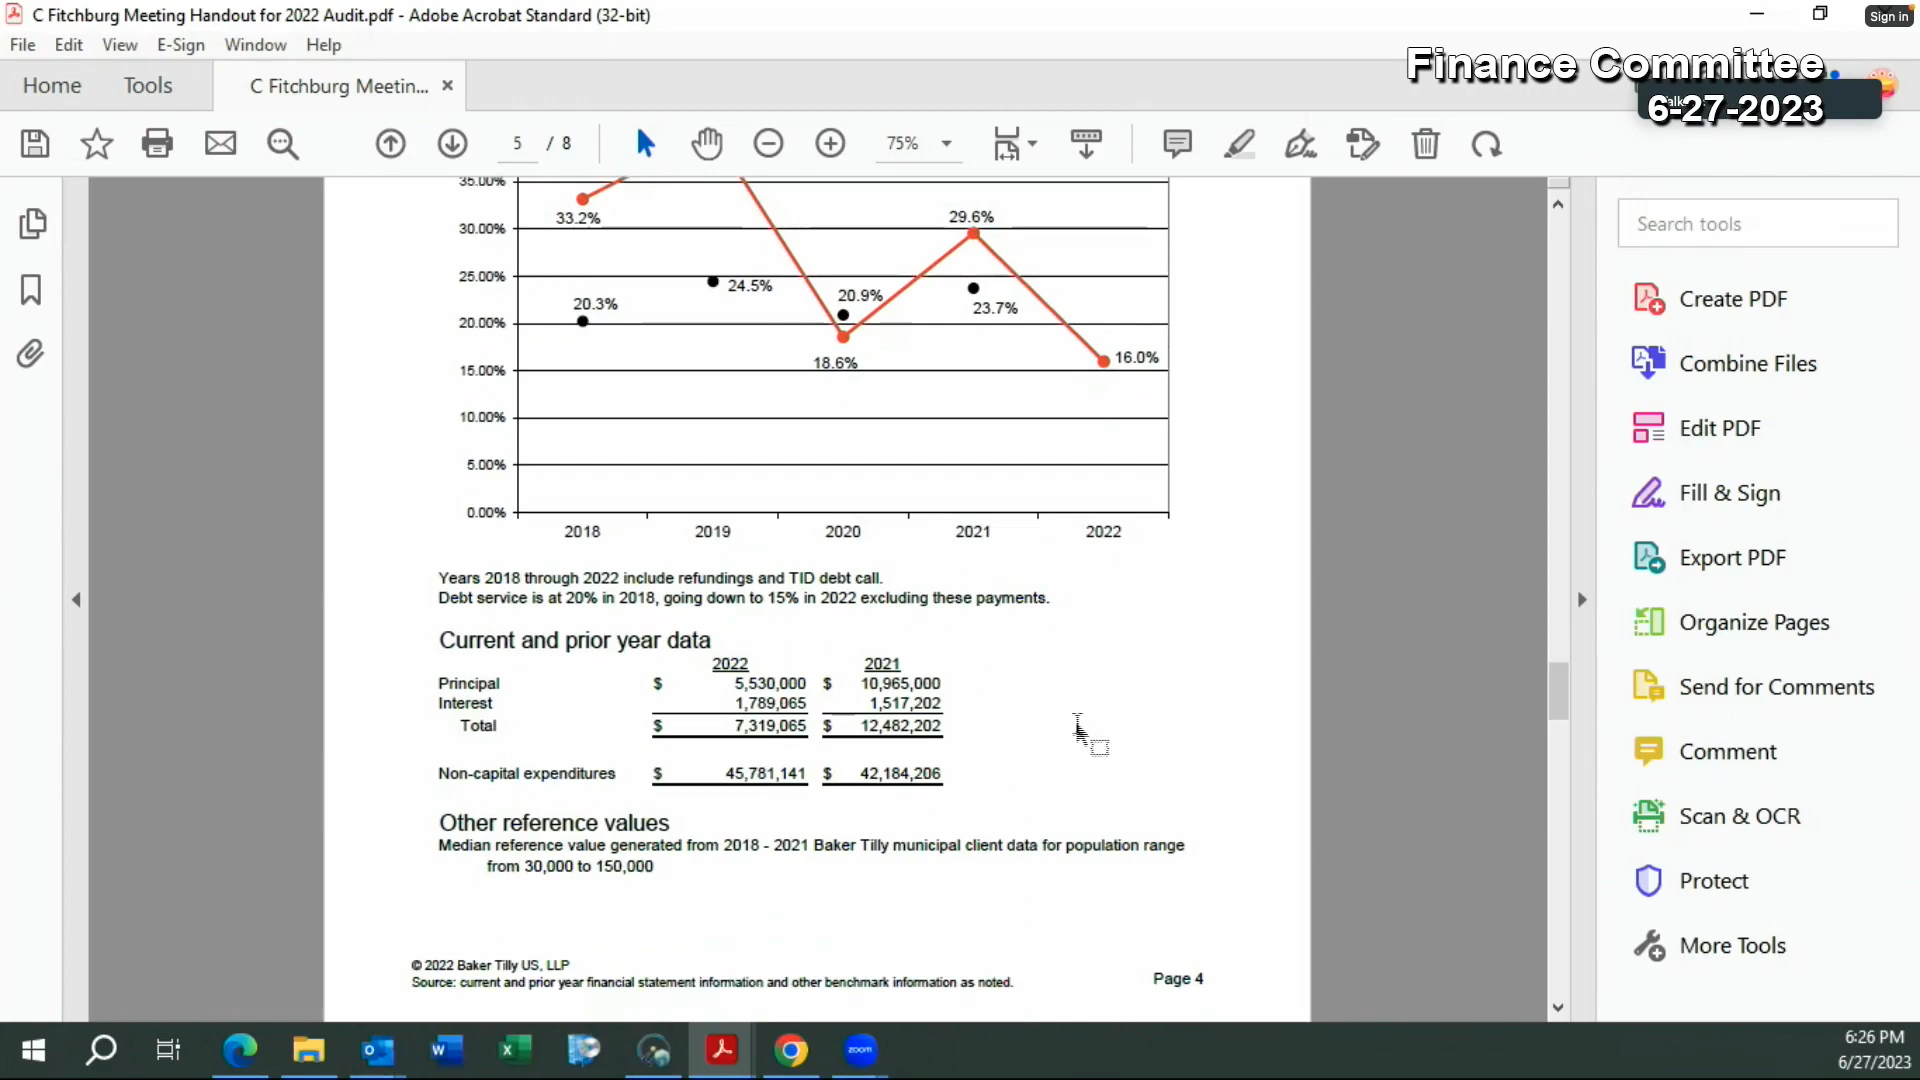 C Fitchburg Meeting Handout for 2022 Audit.pdf - Adobe Acrobat Standard (32-bit)
Sign in
File Edit View E-Sign Window Help
Finance Committee
6-27-2023
Home Tools C Fitchburg Meetin... ×
5 / 8 75%
35.00%
33.2%
30.00%
29.6%
25.00%
24.5%
20.3%
20.9%
23.7%
20.00%
18.6%
16.0%
15.00%
10.00%
5.00%
0.00%
2018 2019 2020 2021 2022
Years 2018 through 2022 include refundings and TID debt call.
Debt service is at 20% in 2018, going down to 15% in 2022 excluding these payments.
Current and prior year data
2022 2021
Principal $ 5,530,000 $ 10,965,000
Interest 1,789,065 1,517,202
Total $ 7,319,065 $ 12,482,202
Non-capital expenditures $ 45,781,141 $ 42,184,206
Other reference values
Median reference value generated from 2018 - 2021 Baker Tilly municipal client data for population range
from 30,000 to 150,000
© 2022 Baker Tilly US, LLP
Source: current and prior year financial statement information and other benchmark information as noted.
Page 4
Search tools
Create PDF
Combine Files
Edit PDF
Fill & Sign
Export PDF
Organize Pages
Send for Comments
Comment
Scan & OCR
Protect
More Tools
zoom
6:26 PM
6/27/2023